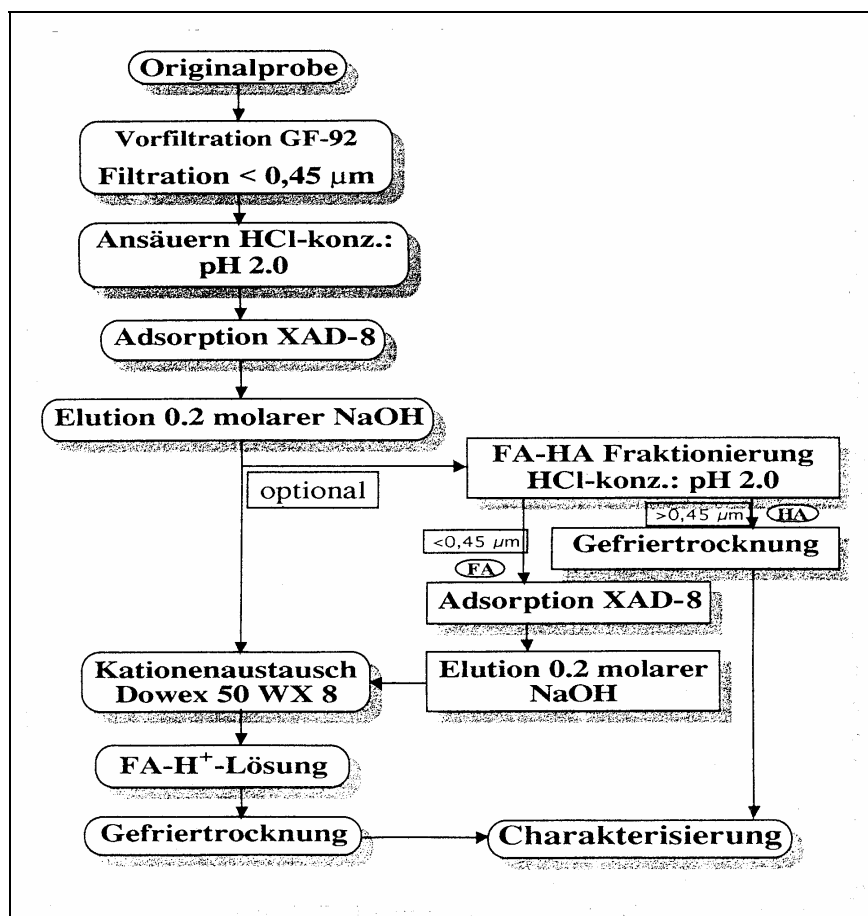 Originalprobe
Vorfiltration GF-92
Filtration < 0,45 µm
Ansäuern HCl-konz.:
pH 2.0
Adsorption XAD-8
Elution 0.2 molarer NaOH
optional
FA-HA Fraktionierung
HCl-konz.: pH 2.0
>0,45 µm
HA
Gefriertrocknung
<0,45 µm
FA
Adsorption XAD-8
Elution 0.2 molarer
NaOH
Kationenaustausch
Dowex 50 WX 8
FA-H⁺-Lösung
Gefriertrocknung
Charakterisierung